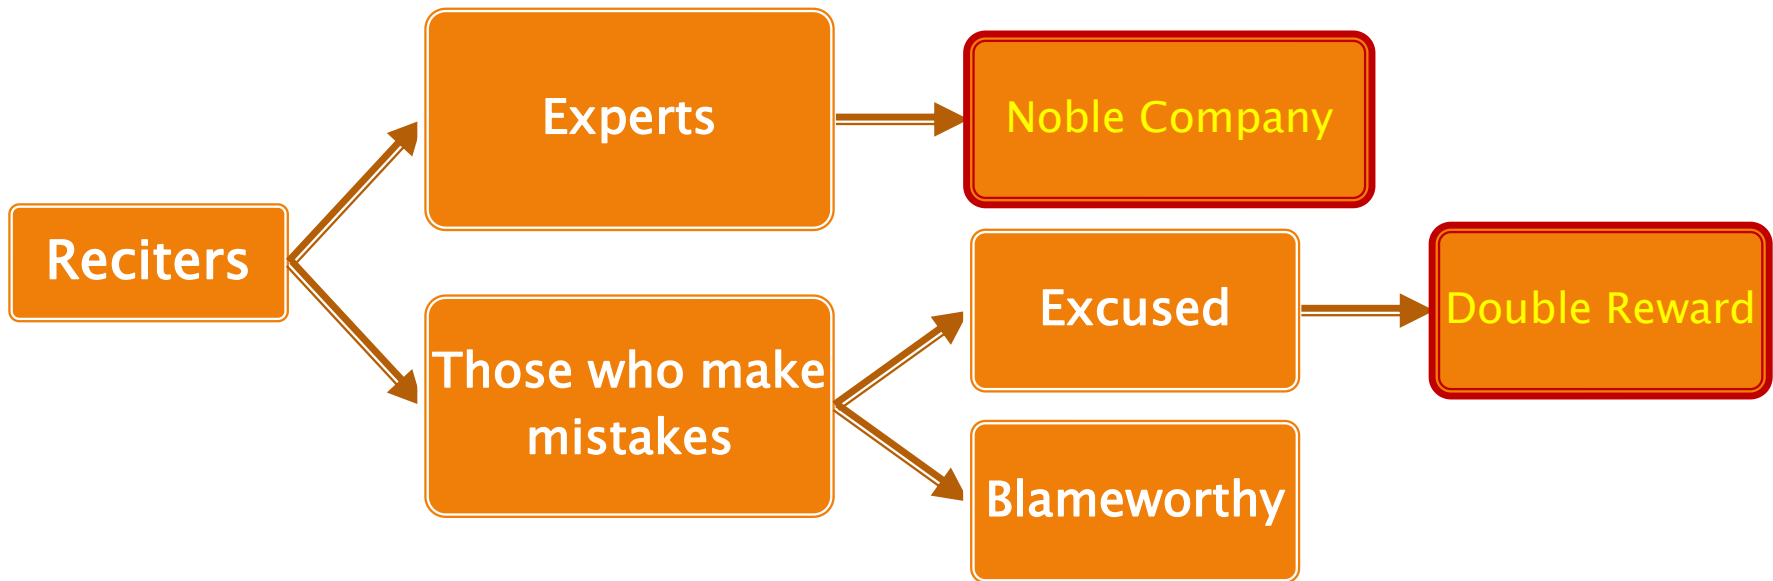 Reciters
Experts
Noble Company
Those who make
mistakes
Excused
Double Reward
Blameworthy